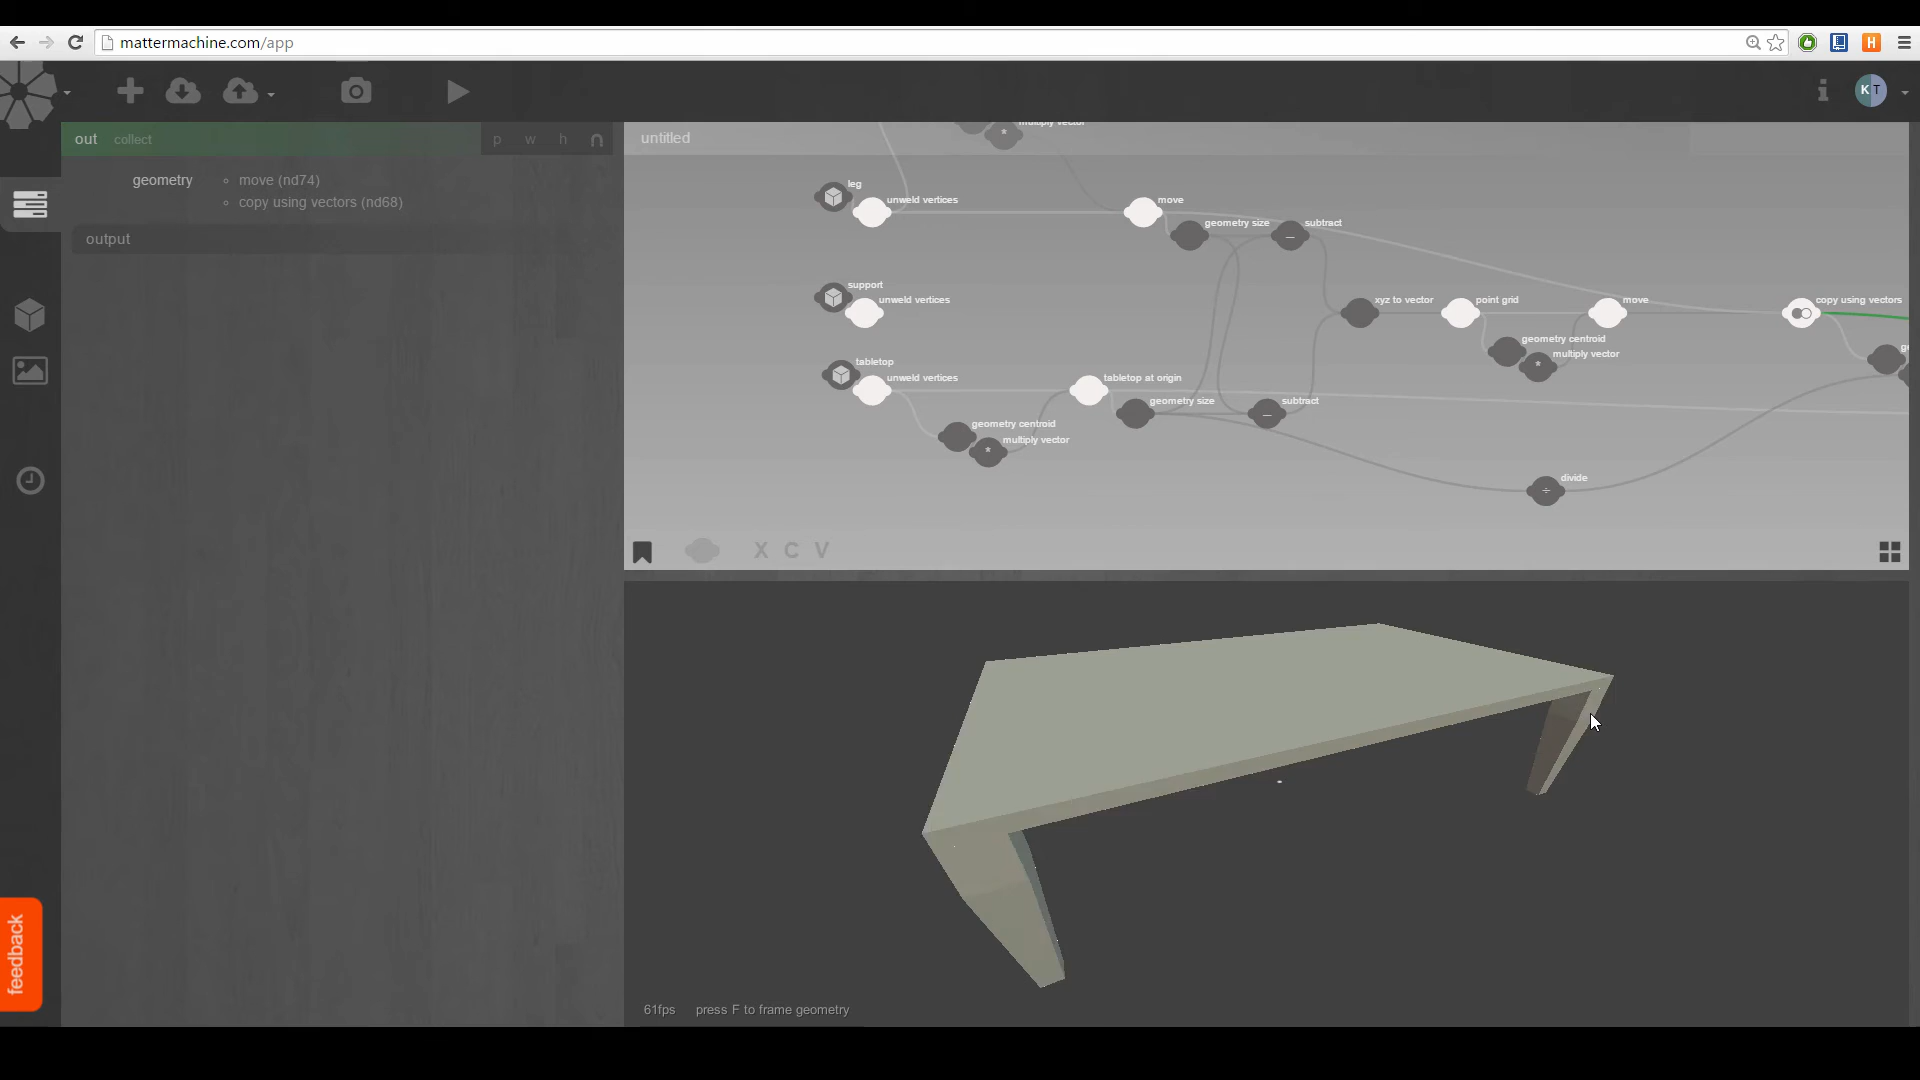 mattermachine.com/app
H
K T
out collect
p w h
untitled
multiply vector
*
geometry
move (nd74)
copy using vectors (nd68)
output
leg
unweld vertices
move
geometry size
subtract
support
unweld vertices
xyz to vector
point grid
move
copy using vectors
geometry centroid
multiply vector
*
tabletop
unweld vertices
tabletop at origin
geometry size
subtract
geometry centroid
multiply vector
*
divide
÷
X C V
feedback
61fps press F to frame geometry